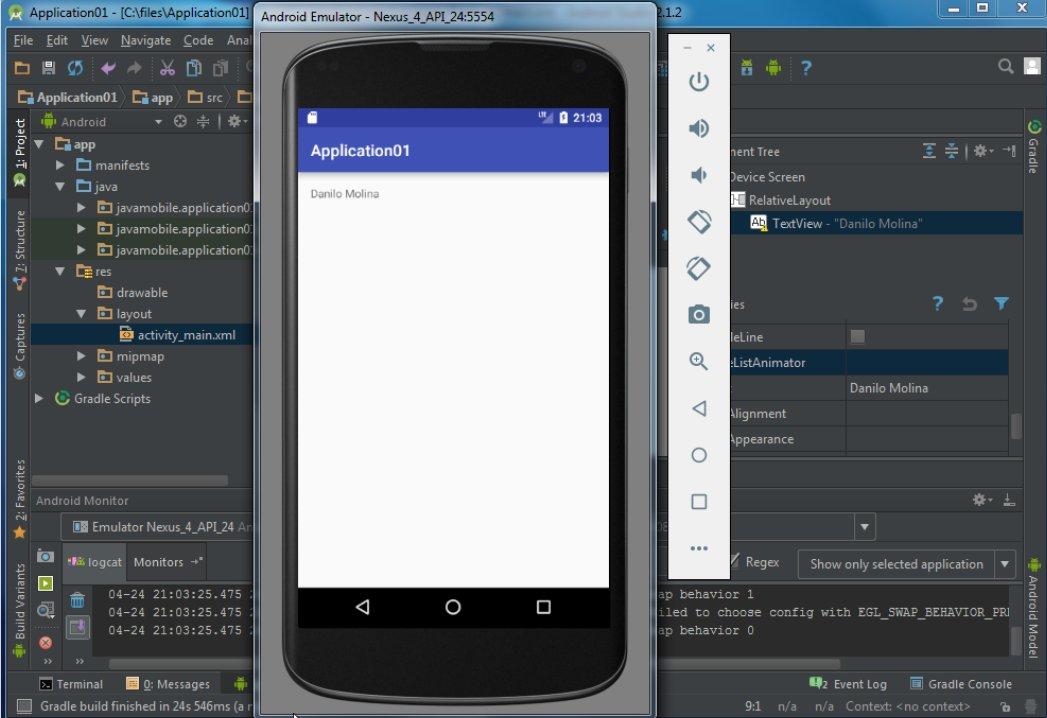 Application01 - [C:\files\Application01]
Android Emulator - Nexus_4_API_24:5554
2.1.2
File Edit View Navigate Code Anal
Application01 app src
1: Project
Android
app
manifests
java
javamobile.application0
javamobile.application0
javamobile.application0
res
drawable
layout
activity_main.xml
mipmap
values
Gradle Scripts
7: Structure
Captures
2: Favorites
Build Variants
LTE 21:03
Application01
Danilo Molina
nent Tree
Device Screen
RelativeLayout
Ab TextView - "Danilo Molina"
ies
leLine
eListAnimator
Danilo Molina
Alignment
Appearance
Gradle
Android Model
Android Monitor
Emulator Nexus_4_API_24 An
logcat Monitors
Regex Show only selected application
04-24 21:03:25.475
04-24 21:03:25.475
04-24 21:03:25.475
ap behavior 1
iled to choose config with EGL_SWAP_BEHAVIOR_PR
ap behavior 0
Terminal 0: Messages
2 Event Log Gradle Console
Gradle build finished in 24s 546ms (a
9:1 n/a n/a Context: <no context>